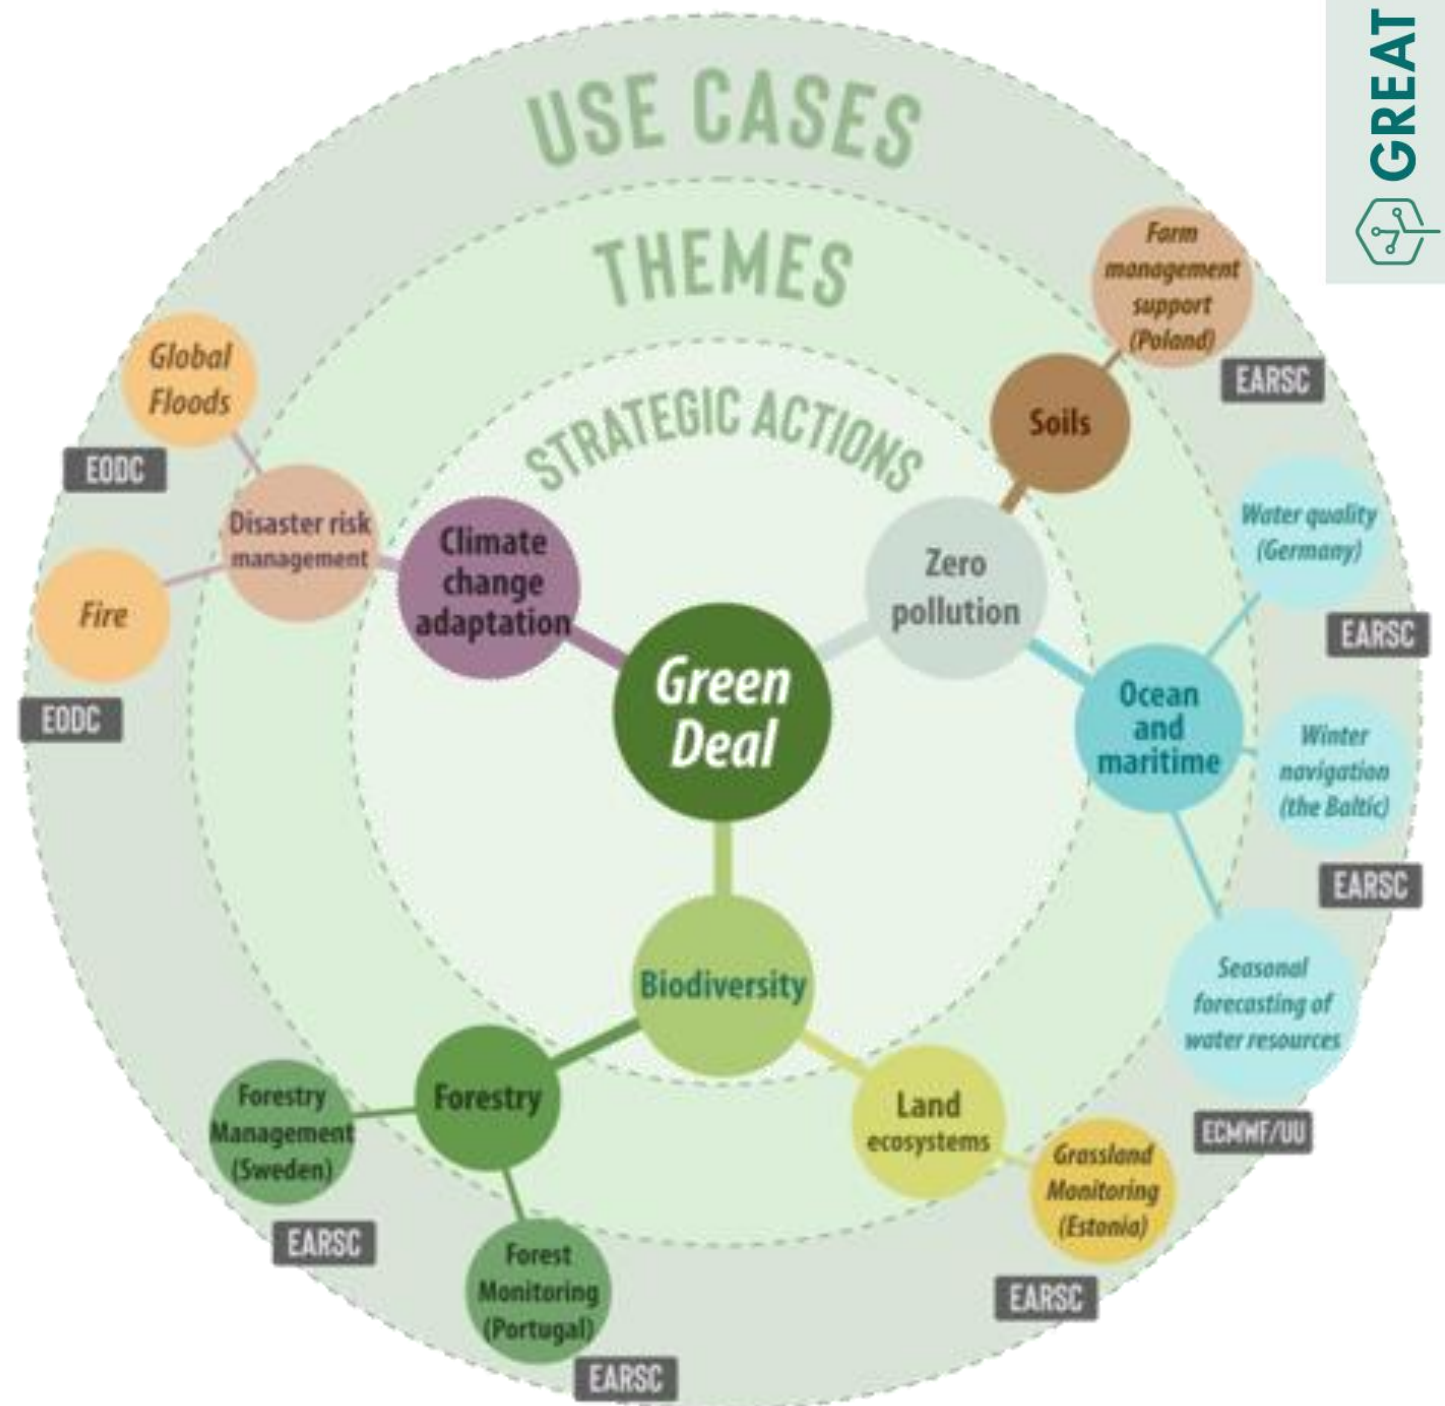 GREAT
USE CASES
THEMES
STRATEGIC ACTIONS
Green
Deal
Climate
change
adaptation
Disaster risk
management
Global
Floods
EODC
Fire
EODC
Zero
pollution
Soils
Farm
management
support
(Poland)
EARSC
Ocean
and
maritime
Water quality
(Germany)
EARSC
Winter
navigation
(the Baltic)
EARSC
Seasonal
forecasting of
water resources
ECMWF/UU
Biodiversity
Forestry
Forestry
Management
(Sweden)
EARSC
Forest
Monitoring
(Portugal)
EARSC
Land
ecosystems
Grassland
Monitoring
(Estonia)
EARSC